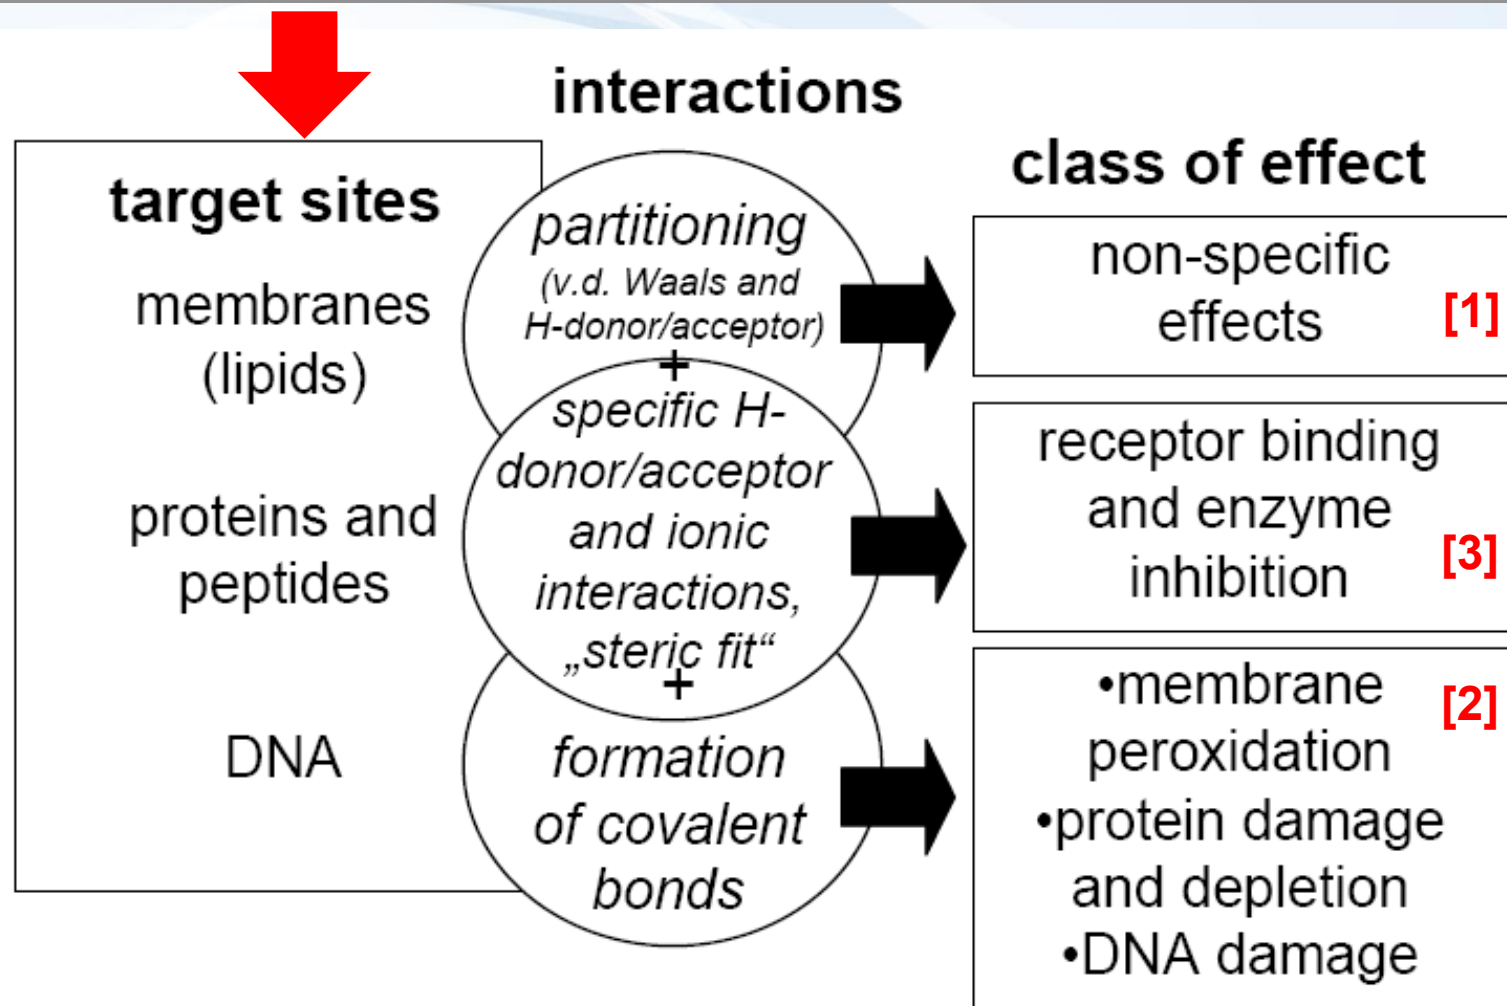 interactions
class of effect
target sites
membranes
(lipids)
proteins and
peptides
DNA
partitioning
(v.d. Waals and
H-donor/acceptor)
+
specific H-
donor/acceptor
and ionic
interactions,
„steric fit“
+
formation
of covalent
bonds
non-specific
effects [1]
receptor binding
and enzyme
inhibition [3]
•membrane [2]
peroxidation
•protein damage
and depletion
•DNA damage